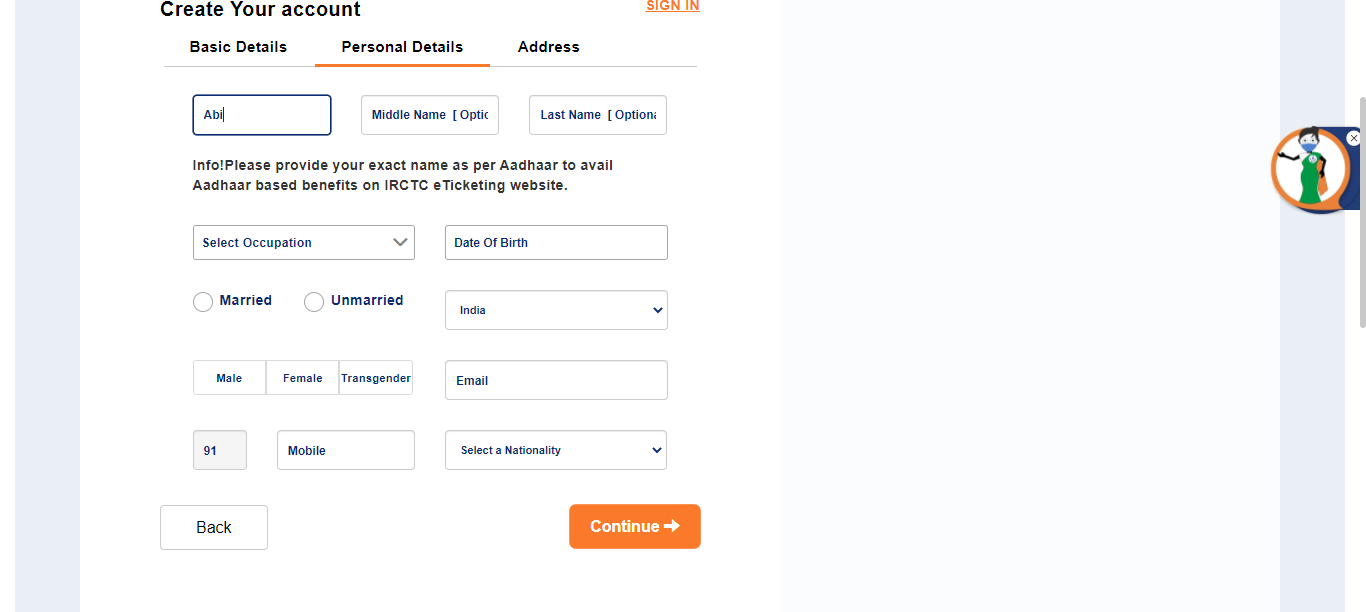 Create Your account
SIGN IN
Basic Details Personal Details Address
Abi Middle Name [ Optic Last Name [ Optiona
Info!Please provide your exact name as per Aadhaar to avail
Aadhaar based benefits on IRCTC eTicketing website.
Select Occupation Date Of Birth
Married Unmarried India
Male Female Transgender Email
91 Mobile Select a Nationality
Back Continue